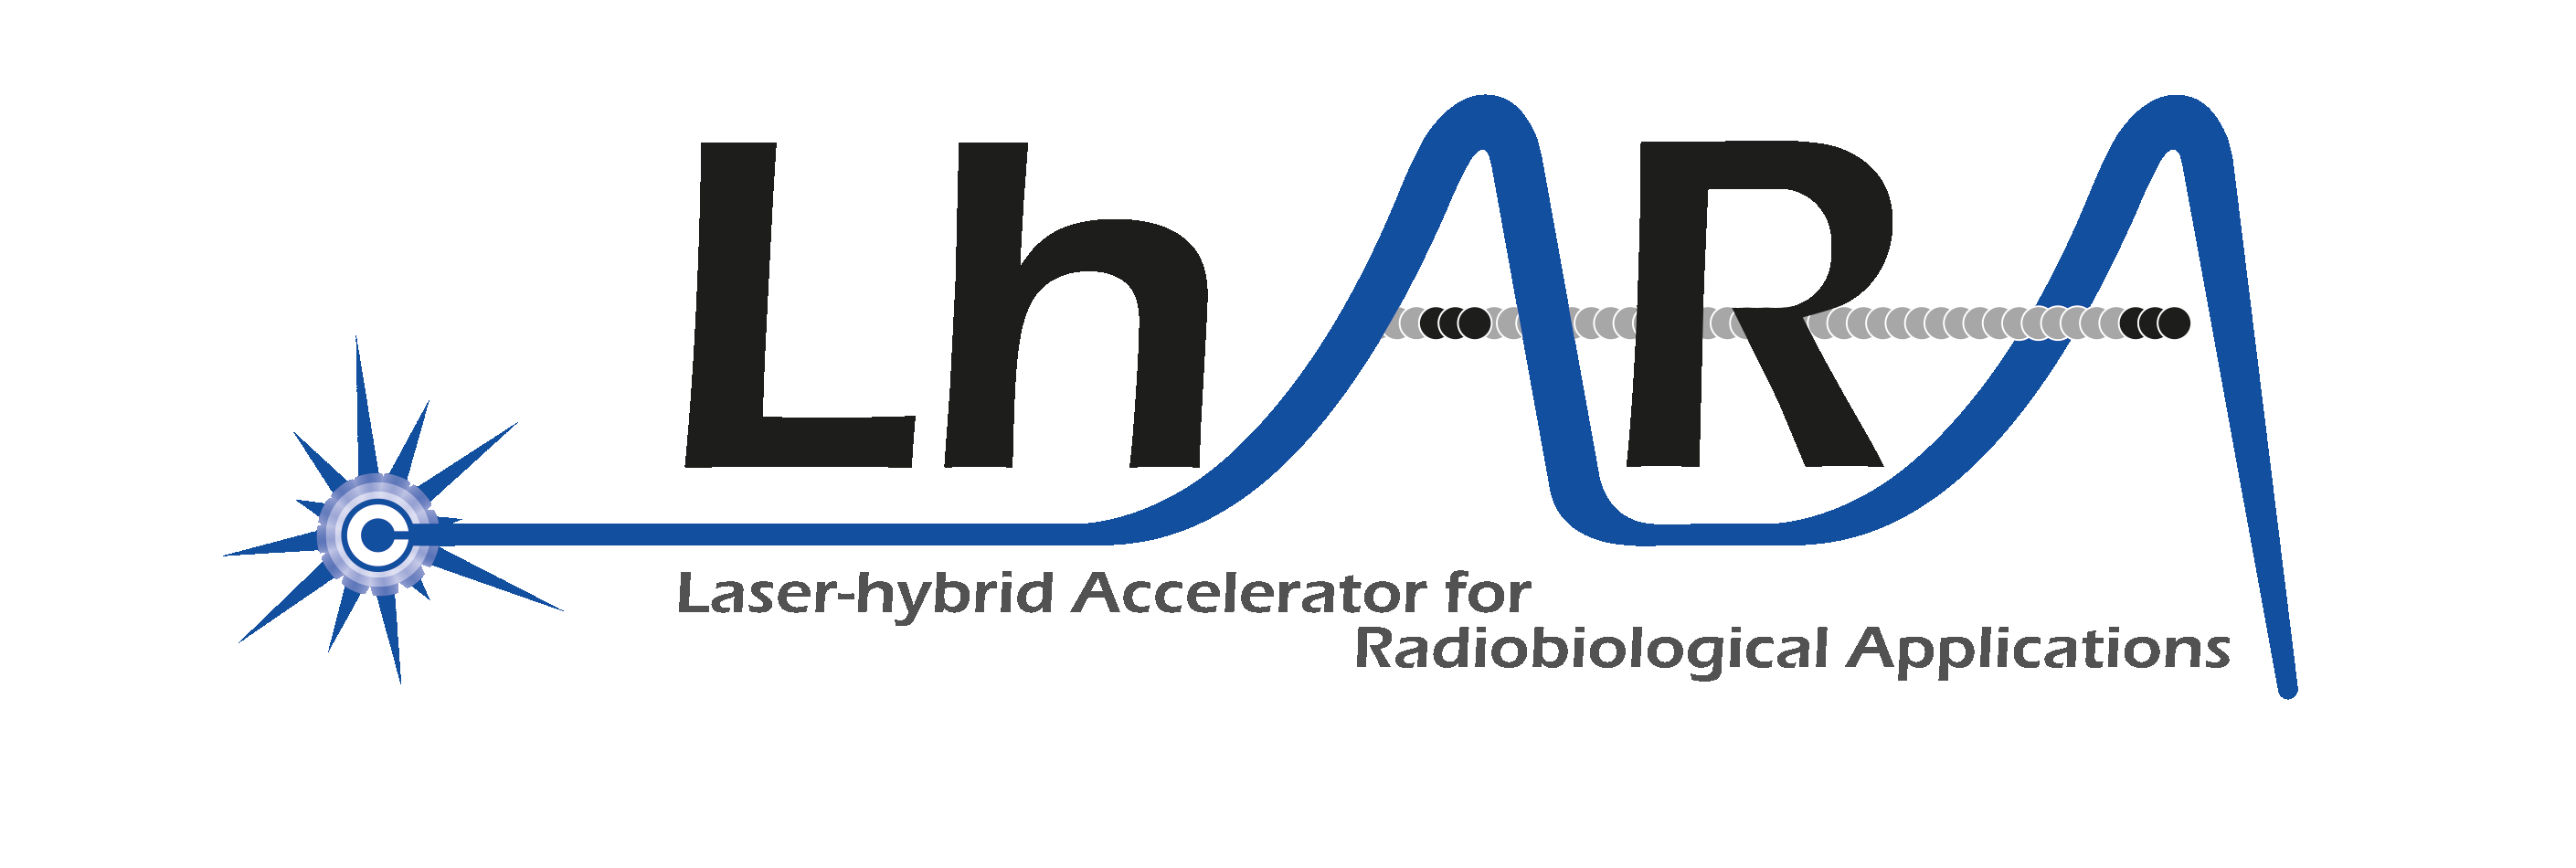 LhARA
Laser-hybrid Accelerator for
Radiobiological Applications